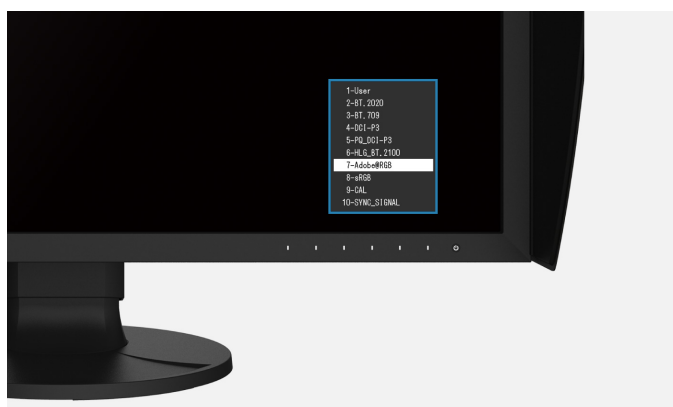 1-User
2-BT.2020
3-BT.709
4-DCI-P3
5-PQ_DCI-P3
6-HLG_BT.2100
7-Adobe®RGB
8-sRGB
9-CAL
10-SYNC_SIGNAL